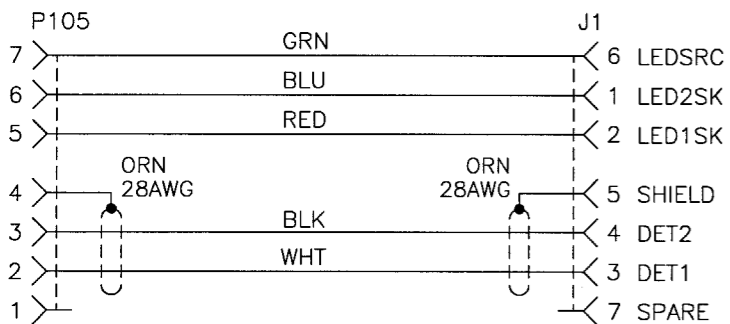 P105 J1
7 GRN 6 LEDSRC
6 BLU 1 LED2SK
5 RED 2 LED1SK
ORN ORN
4 28AWG 28AWG 5 SHIELD
3 BLK 4 DET2
2 WHT 3 DET1
1 7 SPARE